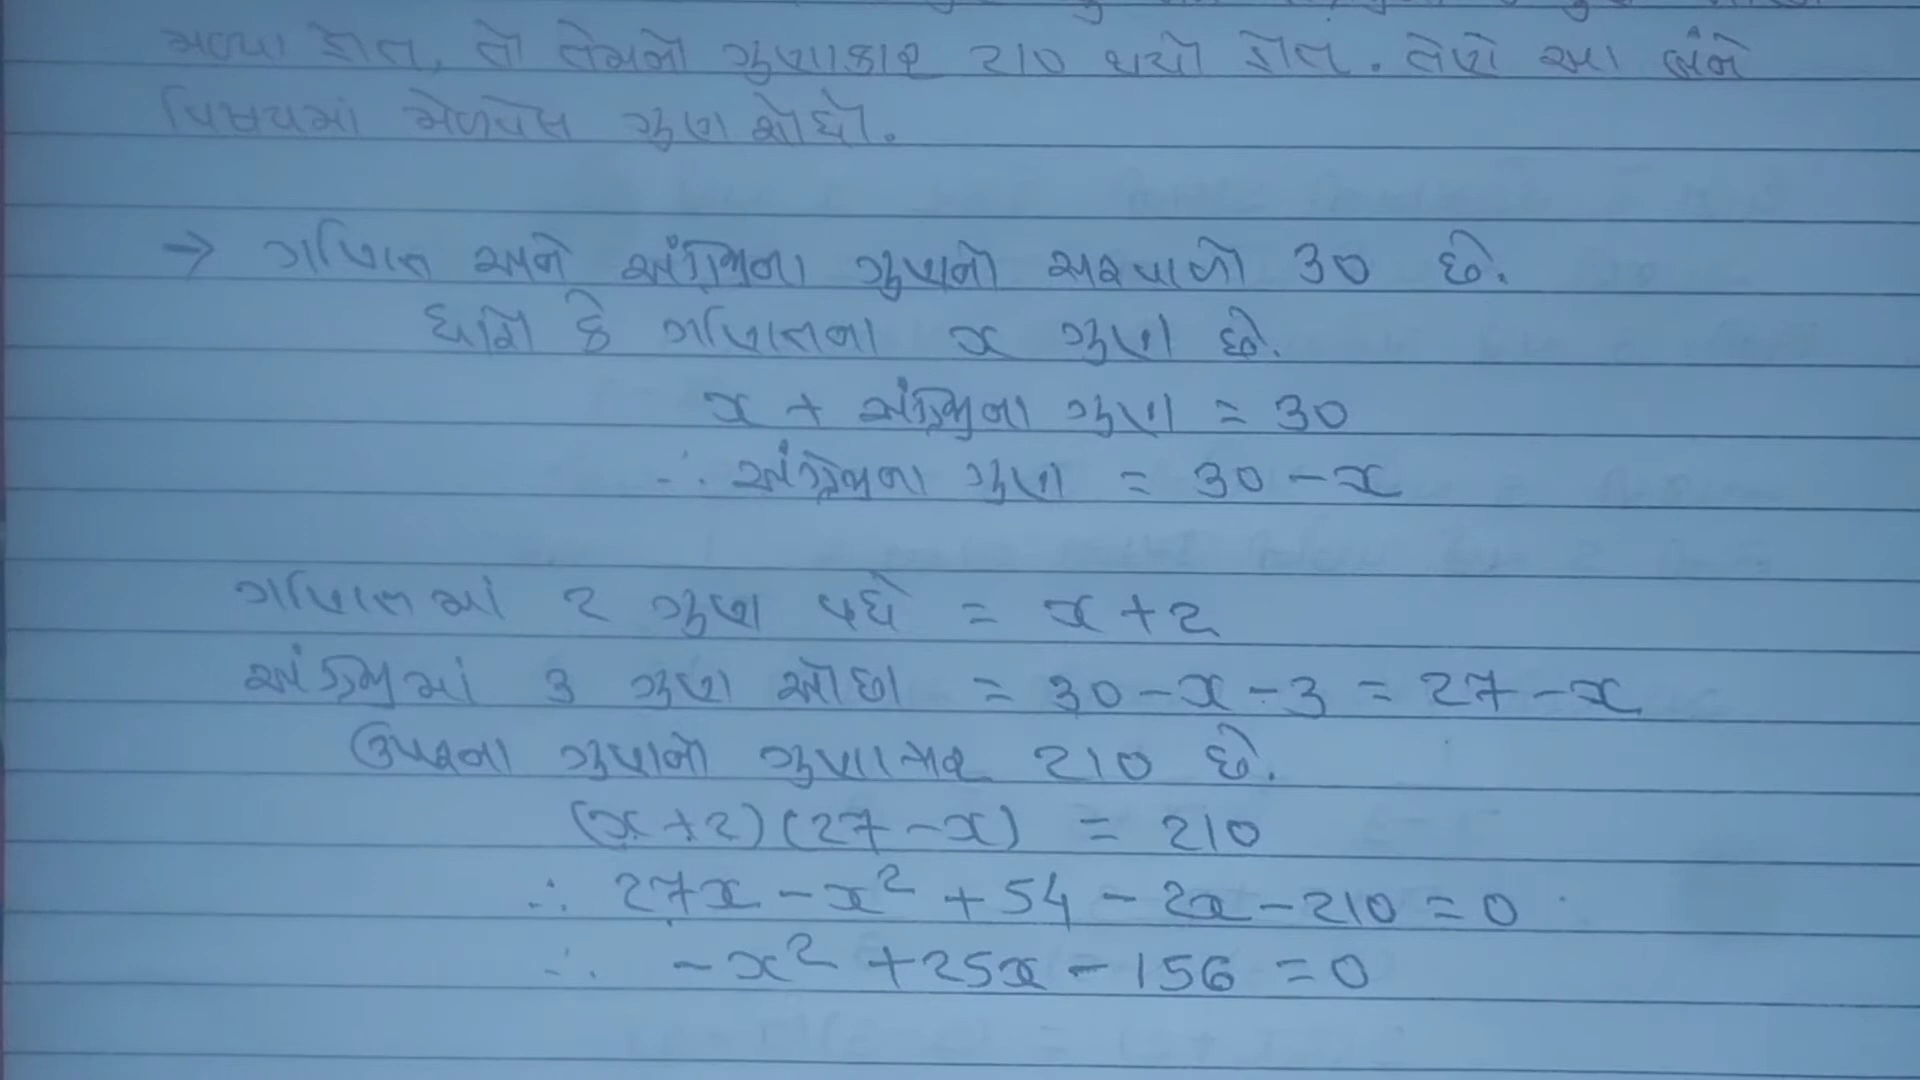 મળ્યા હોત, તો તેમનો ગુણાકાર 210 થયો હોત. તેણે આ બંને
વિષયમાં મેળવેલ ગુણ શોધો.
→ ગણિત અને અંગ્રેજીના ગુણનો સરવાળો 30 છે.
ધારો કે ગણિતના x ગુણ છે.
x + અંગ્રેજીના ગુણ = 30
∴ અંગ્રેજીના ગુણ = 30 - x
ગણિતમાં 2 ગુણ વધે = x + 2
અંગ્રેજીમાં 3 ગુણ ઓછા = 30 - x - 3 = 27 - x
ઉપરના ગુણનો ગુણાકાર 210 છે.
(x + 2) (27 - x) = 210
∴ 27x - x² + 54 - 2x - 210 = 0
∴ - x² + 25x - 156 = 0